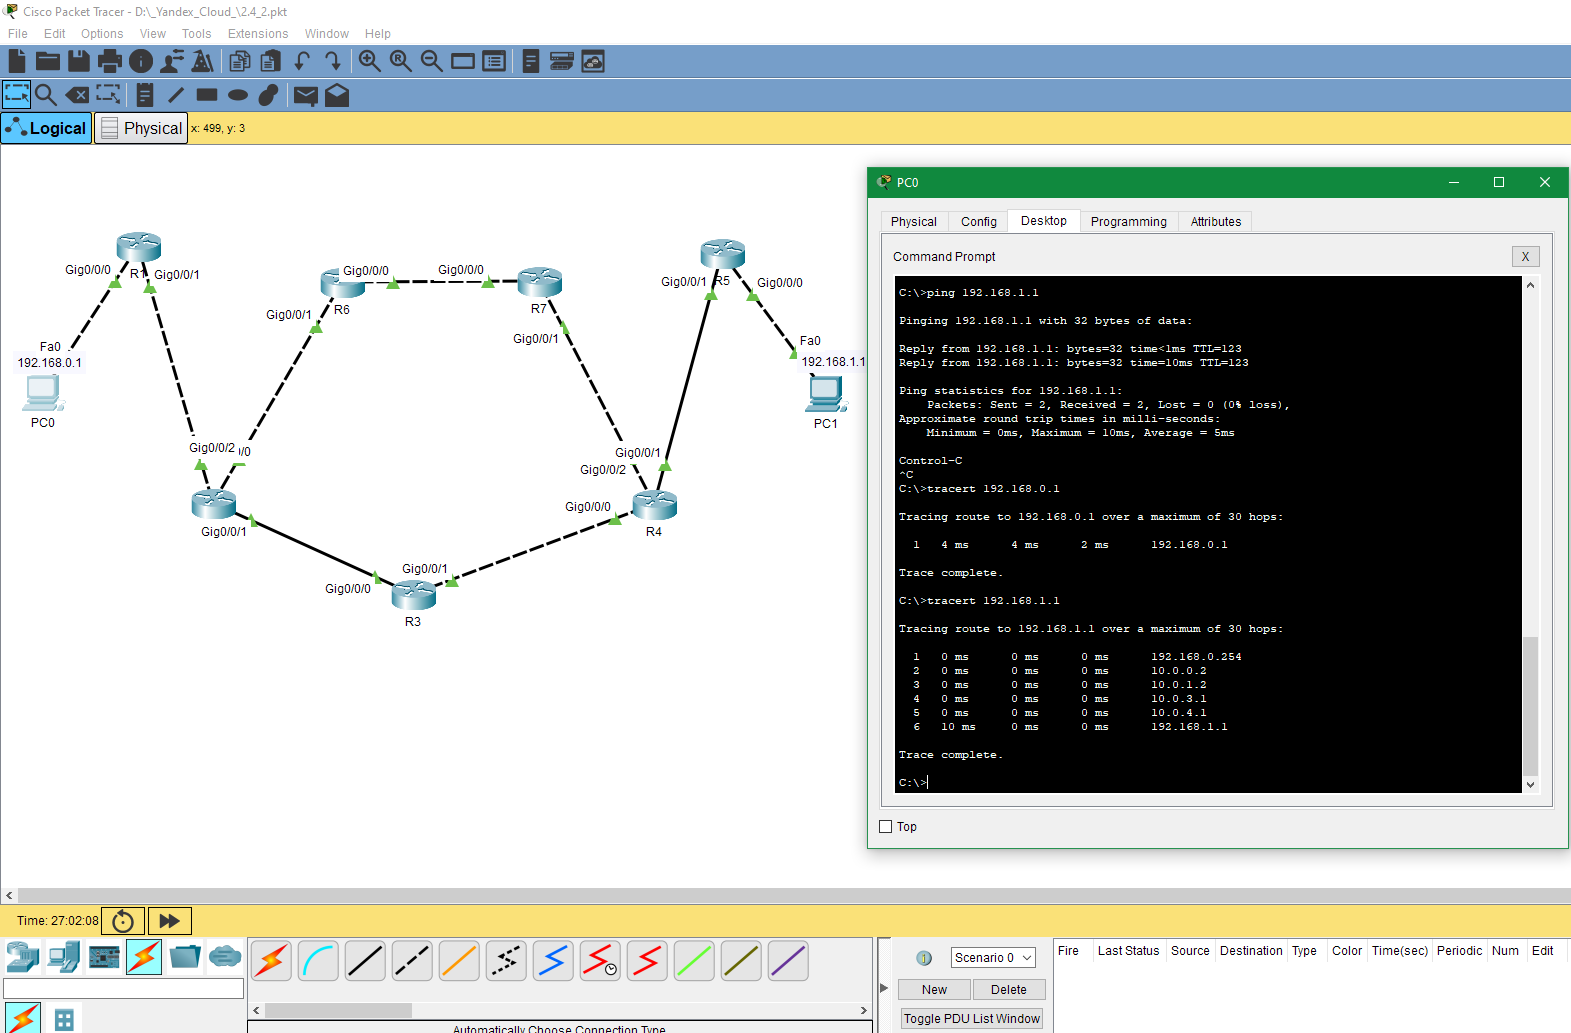 Cisco Packet Tracer - D:\_Yandex_Cloud_\2.4_2.pkt
File Edit Options View Tools Extensions Window Help
Logical Physical x: 499, y: 3
R1
Gig0/0/0
Gig0/0/1
Fa0
192.168.0.1
PC0
Gig0/0/0
Gig0/0/0
Gig0/0/1
R6
R7
Gig0/0/1
Gig0/0/1
R5
Gig0/0/0
Fa0
192.168.1.1
PC1
Gig0/0/2
/0
Gig0/0/1
Gig0/0/1
Gig0/0/2
Gig0/0/0
R4
Gig0/0/1
Gig0/0/0
R3
PC0
Physical Config Desktop Programming Attributes
Command Prompt
X
C:\>ping 192.168.1.1
Pinging 192.168.1.1 with 32 bytes of data:
Reply from 192.168.1.1: bytes=32 time<1ms TTL=123
Reply from 192.168.1.1: bytes=32 time=10ms TTL=123
Ping statistics for 192.168.1.1:
Packets: Sent = 2, Received = 2, Lost = 0 (0% loss),
Approximate round trip times in milli-seconds:
Minimum = 0ms, Maximum = 10ms, Average = 5ms
Control-C
^C
C:\>tracert 192.168.0.1
Tracing route to 192.168.0.1 over a maximum of 30 hops:
1 4 ms 4 ms 2 ms 192.168.0.1
Trace complete.
C:\>tracert 192.168.1.1
Tracing route to 192.168.1.1 over a maximum of 30 hops:
1 0 ms 0 ms 0 ms 192.168.0.254
2 0 ms 0 ms 0 ms 10.0.0.2
3 0 ms 0 ms 0 ms 10.0.1.2
4 0 ms 0 ms 0 ms 10.0.3.1
5 0 ms 0 ms 0 ms 10.0.4.1
6 10 ms 0 ms 0 ms 192.168.1.1
Trace complete.
C:\>
Top
Time: 27:02:08
Scenario 0
New Delete
Toggle PDU List Window
Fire Last Status Source Destination Type Color Time(sec) Periodic Num Edit
Automatically Choose Connection Type